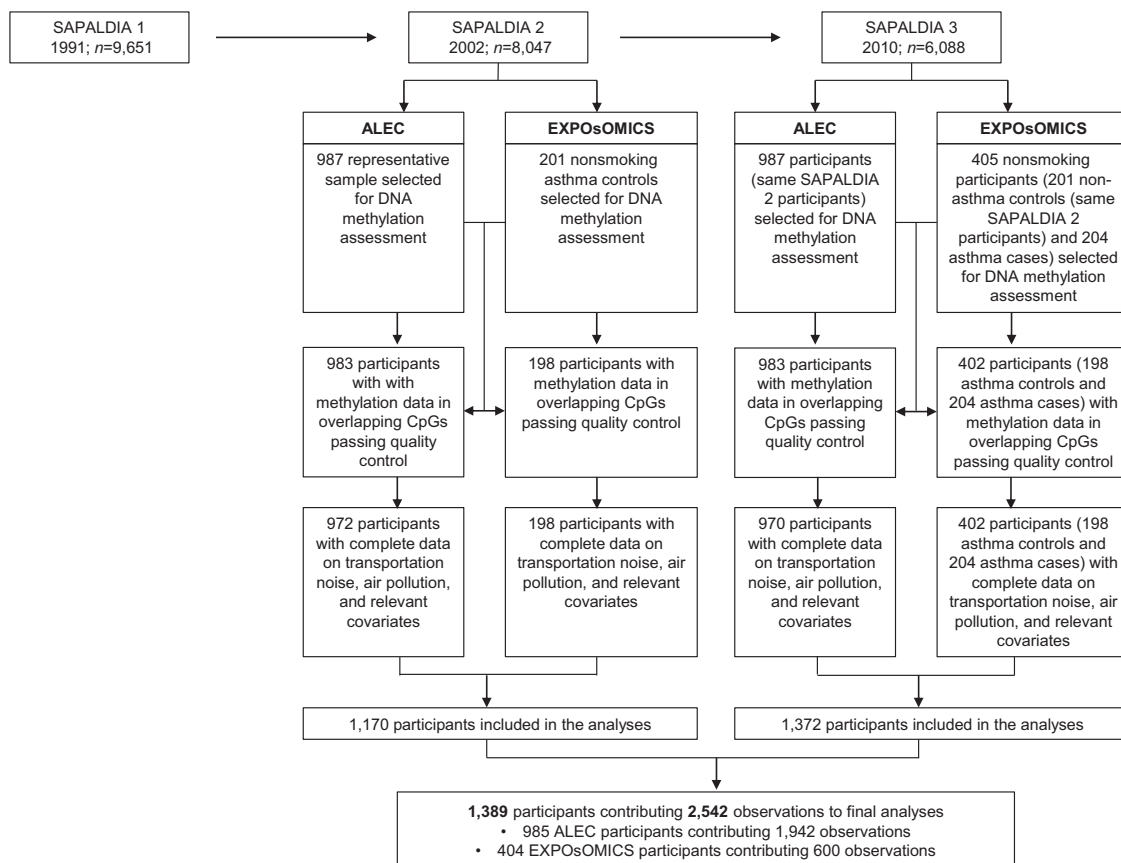 SAPALDIA 1
1991; n=9,651
SAPALDIA 2
2002; n=8,047
SAPALDIA 3
2010; n=6,088
ALEC
987 representative
sample selected
for DNA
methylation
assessment
EXPOsOMICS
201 nonsmoking
asthma controls
selected for DNA
methylation
assessment
ALEC
987 participants
(same SAPALDIA
2 participants)
selected for DNA
methylation
assessment
EXPOsOMICS
405 nonsmoking
participants (201 non-
asthma controls
(same SAPALDIA 2
participants) and 204
asthma cases) selected
for DNA methylation
assessment
983 participants
with with
methylation data in
overlapping CpGs
passing quality
control
198 participants with
methylation data in
overlapping CpGs
passing quality control
983 participants
with methylation
data in overlapping
CpGs passing
quality control
402 participants (198
asthma controls and
204 asthma cases) with
methylation data in
overlapping CpGs
passing quality control
972 participants
with complete data
on transportation
noise, air pollution,
and relevant
covariates
198 participants with
complete data on
transportation noise, air
pollution, and relevant
covariates
970 participants
with complete data
on transportation
noise, air pollution,
and relevant
covariates
402 participants (198
asthma controls and
204 asthma cases) with
complete data on
transportation noise, air
pollution, and relevant
covariates
1,170 participants included in the analyses
1,372 participants included in the analyses
1,389 participants contributing 2,542 observations to final analyses
• 985 ALEC participants contributing 1,942 observations
• 404 EXPOsOMICS participants contributing 600 observations